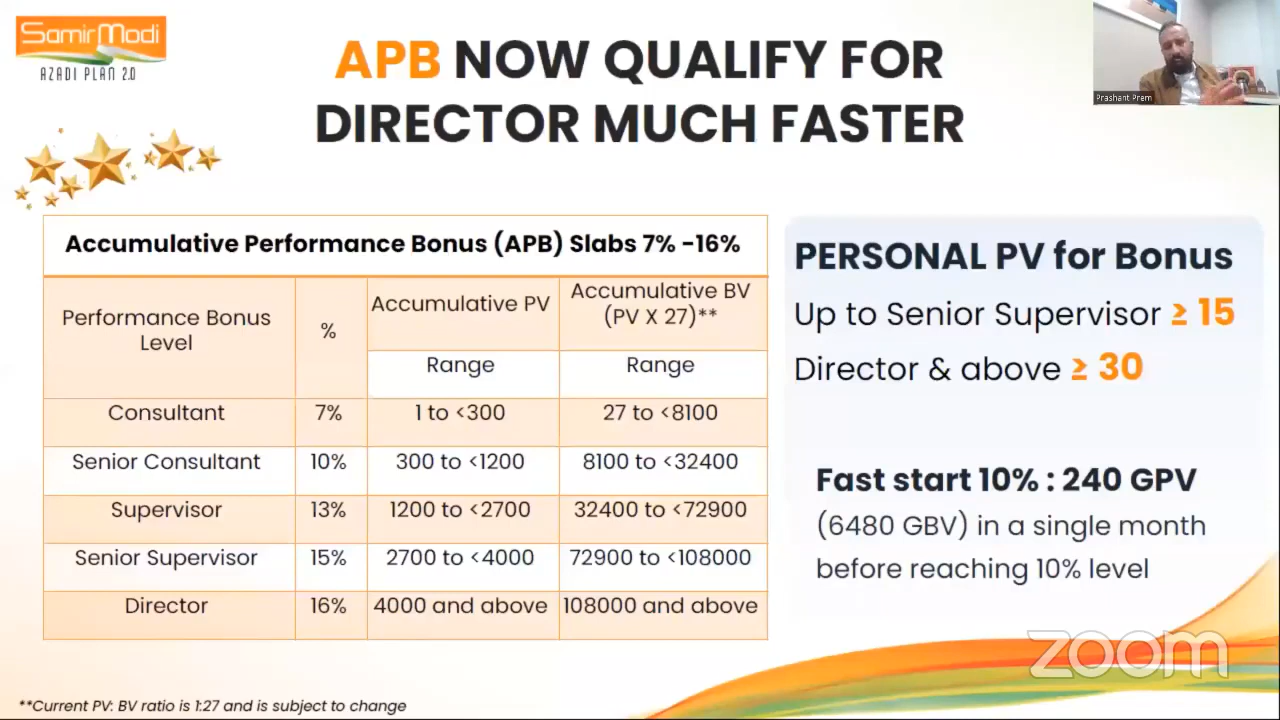 SamirModi
AZADI PLAN 2.0
APB NOW QUALIFY FOR
DIRECTOR MUCH FASTER
Prashant Prem
Accumulative Performance Bonus (APB) Slabs 7% -16%
Performance Bonus
Level
%
Accumulative PV
Accumulative BV
(PV X 27)**
Range
Range
Consultant 7% 1 to <300 27 to <8100
Senior Consultant 10% 300 to <1200 8100 to <32400
Supervisor 13% 1200 to <2700 32400 to <72900
Senior Supervisor 15% 2700 to <4000 72900 to <108000
Director 16% 4000 and above 108000 and above
PERSONAL PV for Bonus
Up to Senior Supervisor ≥ 15
Director & above ≥ 30
Fast start 10% : 240 GPV
(6480 GBV) in a single month
before reaching 10% level
zoom
**Current PV: BV ratio is 1:27 and is subject to change